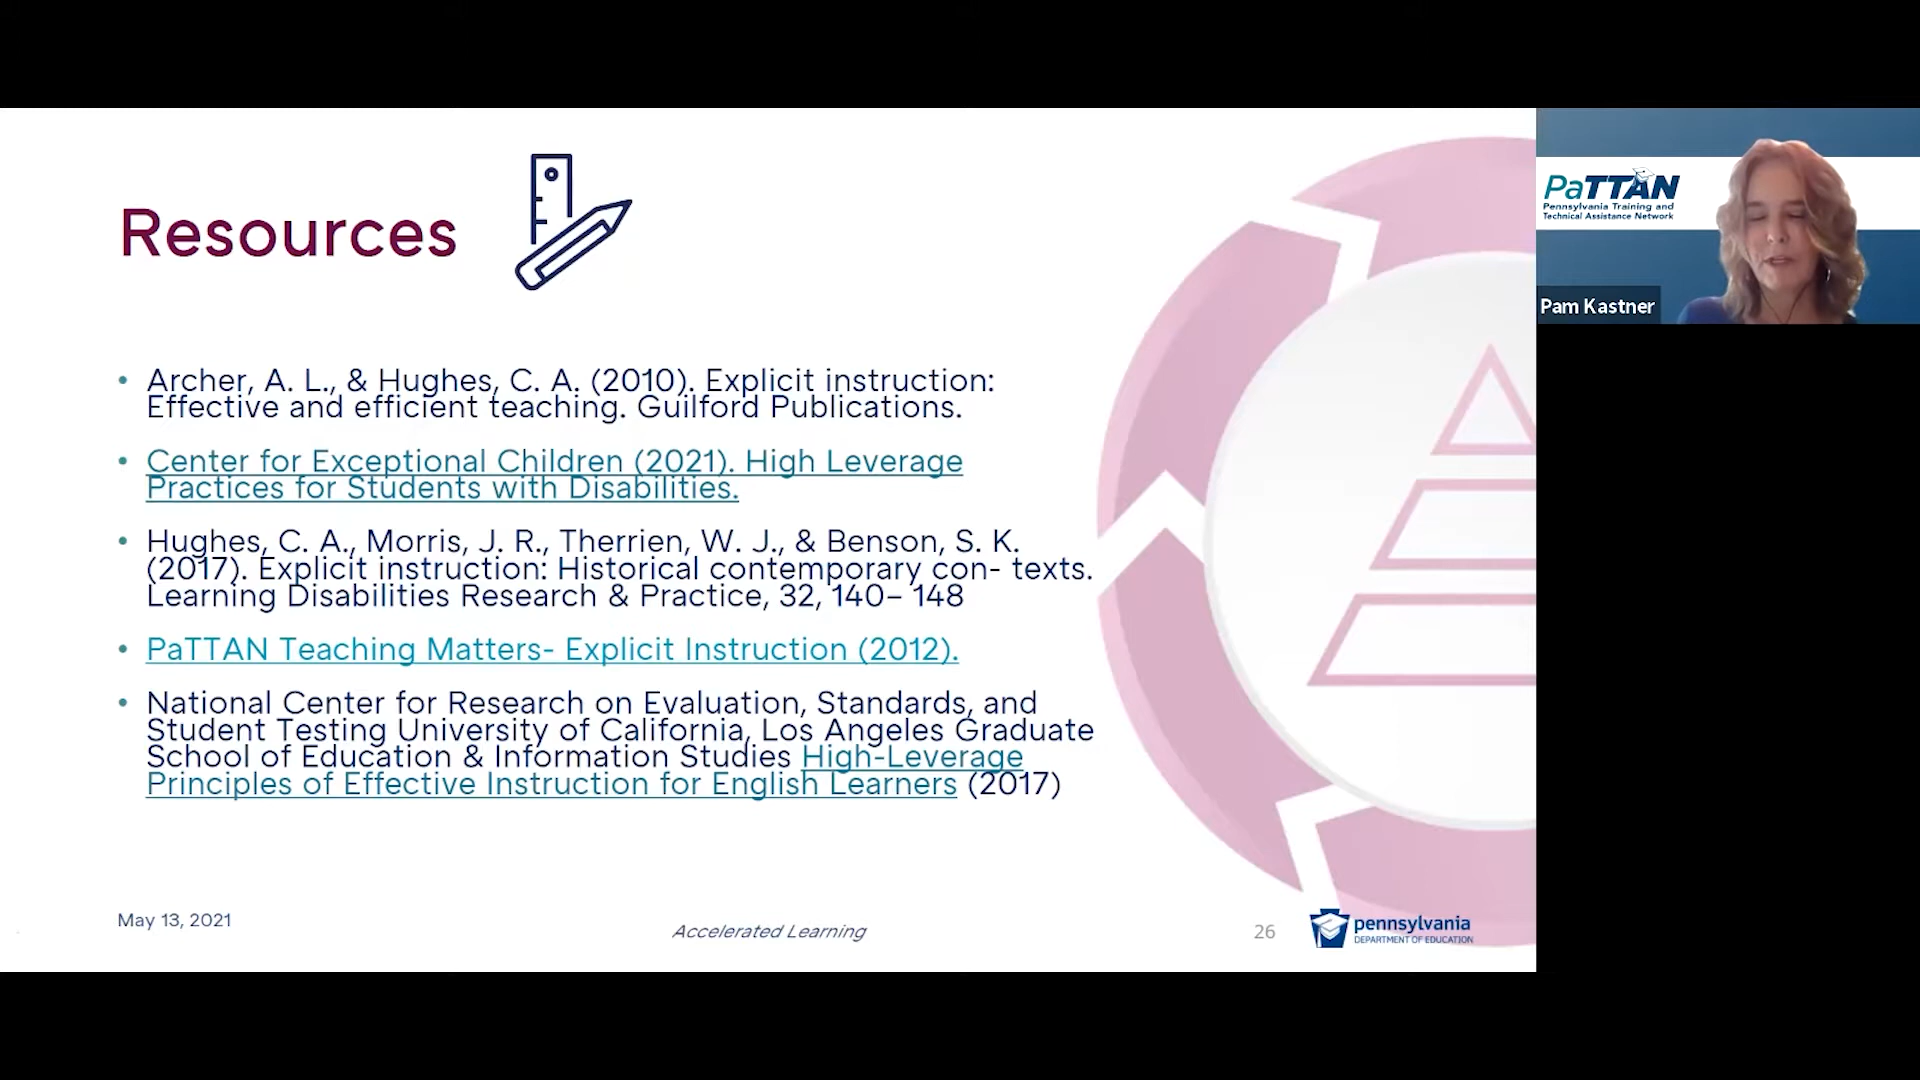 Resources
• Archer, A. L., & Hughes, C. A. (2010). Explicit instruction:
Effective and efficient teaching. Guilford Publications.
• Center for Exceptional Children (2021). High Leverage
Practices for Students with Disabilities.
• Hughes, C. A., Morris, J. R., Therrien, W. J., & Benson, S. K.
(2017). Explicit instruction: Historical contemporary con- texts.
Learning Disabilities Research & Practice, 32, 140– 148
• PaTTAN Teaching Matters- Explicit Instruction (2012).
• National Center for Research on Evaluation, Standards, and
Student Testing University of California, Los Angeles Graduate
School of Education & Information Studies High-Leverage
Principles of Effective Instruction for English Learners (2017)
May 13, 2021
Accelerated Learning
26
pennsylvania
DEPARTMENT OF EDUCATION
PaTTAN
Pennsylvania Training and
Technical Assistance Network
Pam Kastner